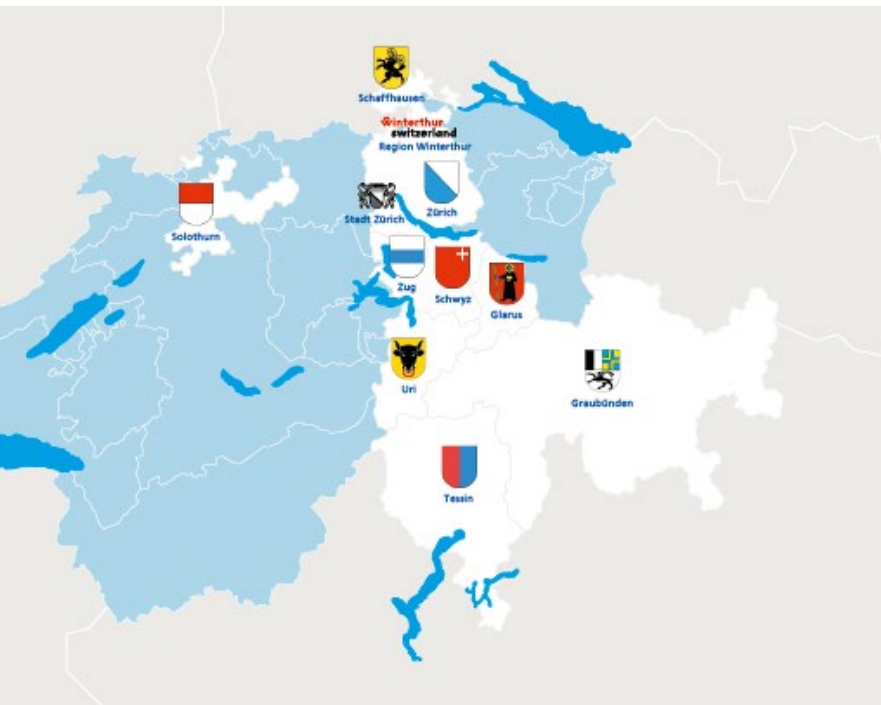 Schaffhausen
Winterthur
switzerland
Region Winterthur
Solothurn
Stadt Zürich
Zürich
Zug
Schwyz
Glarus
Uri
Graubünden
Tessin